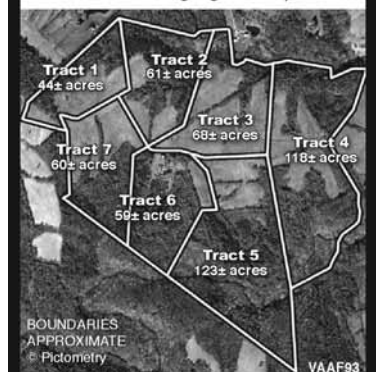 Tract 1
44± acres
Tract 2
61± acres
Tract 3
68± acres
Tract 4
118± acres
Tract 7
60± acres
Tract 6
59± acres
Tract 5
123± acres
BOUNDARIES
APPROXIMATE
© Pictometry
VAAF93